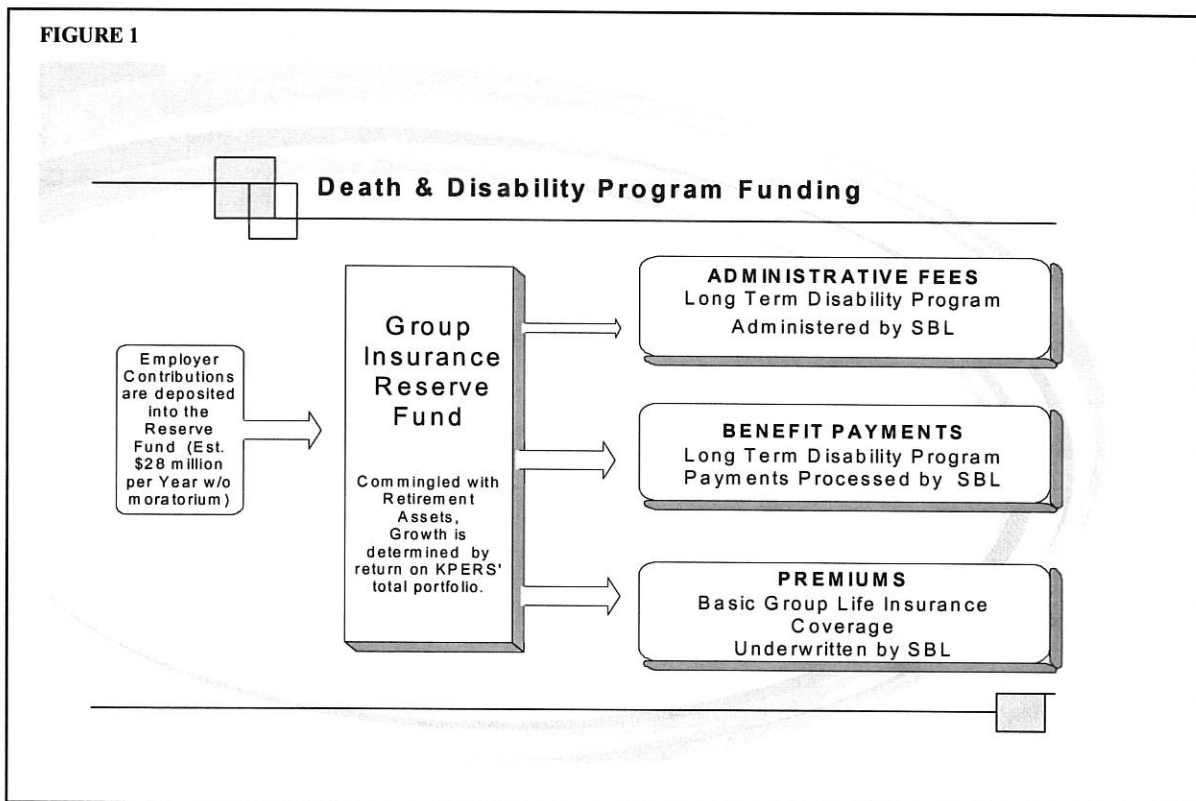 FIGURE 1
Death & Disability Program Funding
Employer
Contributions
are deposited
into the
Reserve
Fund (Est.
$28 million
per Year w/o
moratorium)
Group
Insurance
Reserve
Fund
Commingled with
Retirement
Assets,
Growth is
determined by
return on KPERS'
total portfolio.
ADMINISTRATIVE FEES
Long Term Disability Program
Administered by SBL
BENEFIT PAYMENTS
Long Term Disability Program
Payments Processed by SBL
PREMIUMS
Basic Group Life Insurance
Coverage
Underwritten by SBL